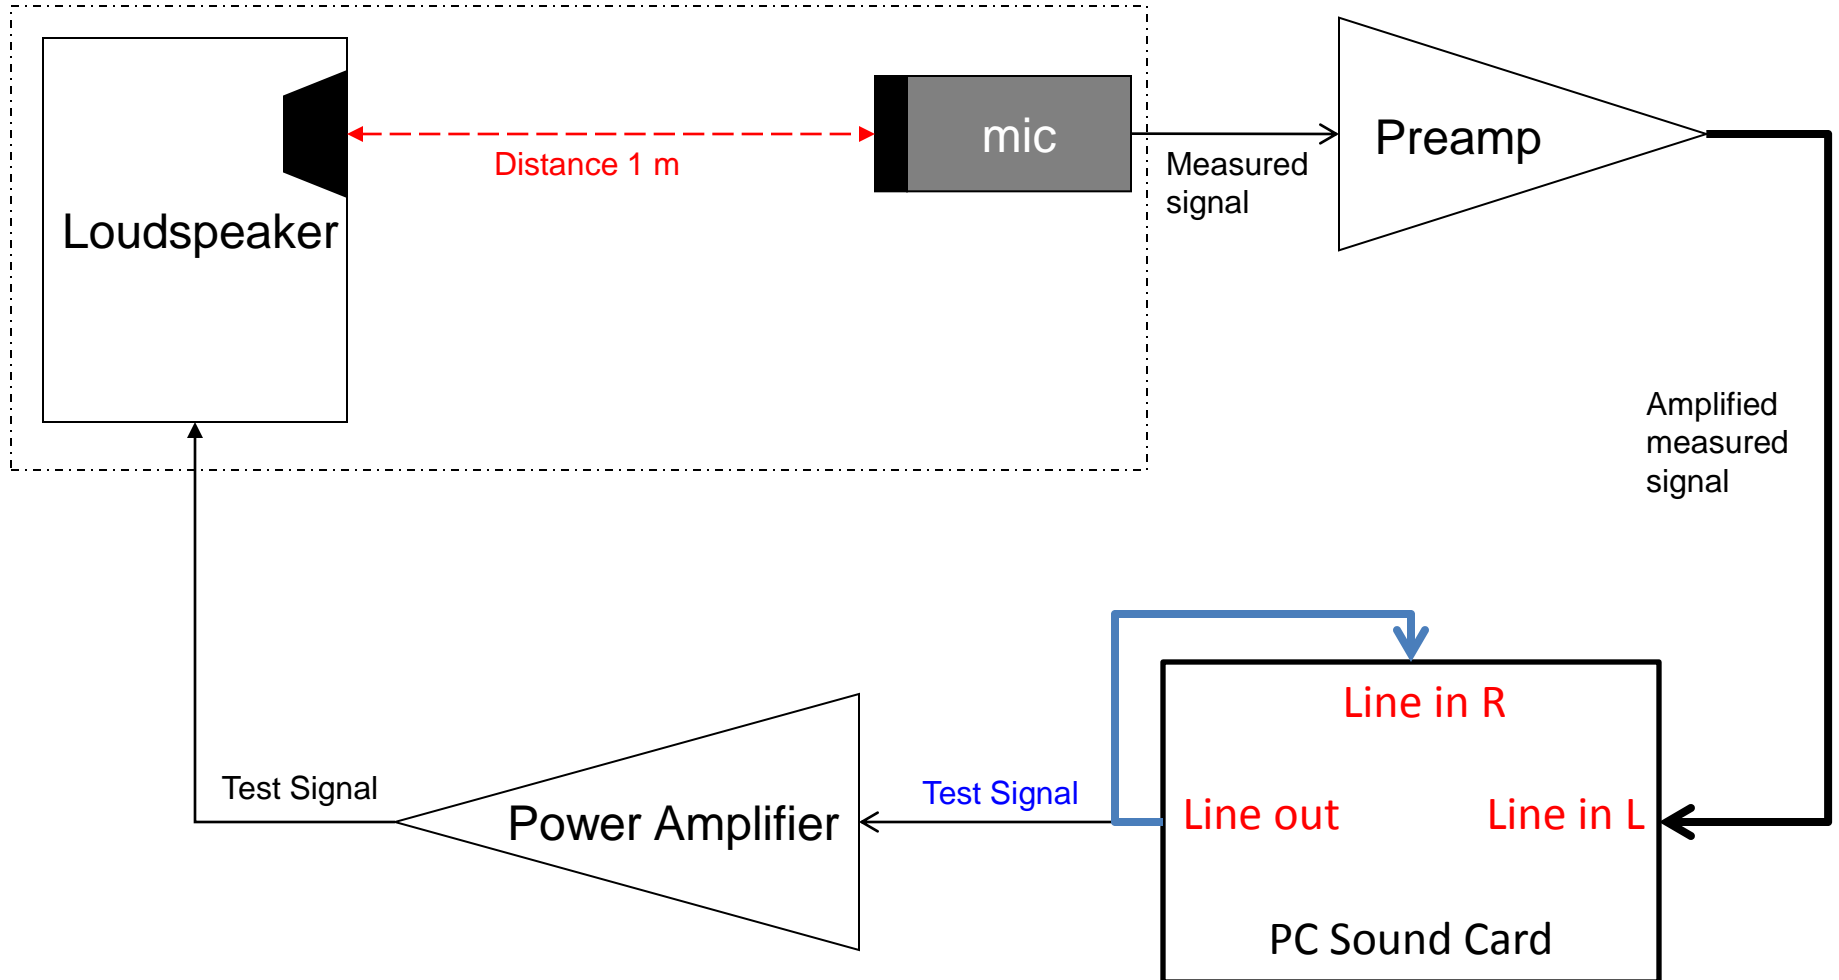 Loudspeaker
Distance 1 m
mic
Measured
signal
Preamp
Amplified
measured
signal
Test Signal
Power Amplifier
Test Signal
Line in R
Line out
Line in L
PC Sound Card